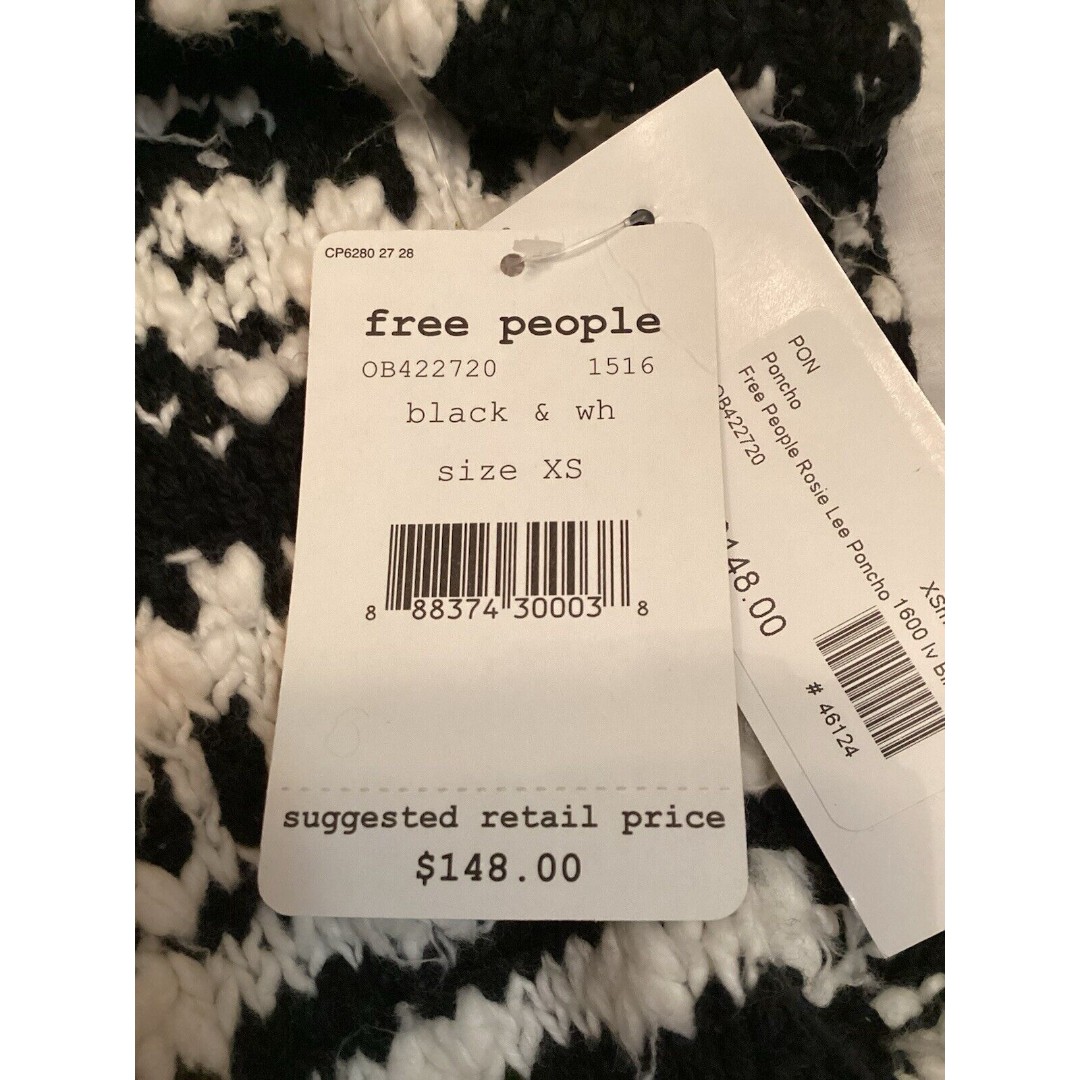 CP6280 27 28
free people
OB422720 1516
black & wh
size XS
8 88374 30003 8
suggested retail price
$148.00
PON
Poncho
Free People Rosie Lee Poncho 1600 Iv
OB422720
148.00
# 46124